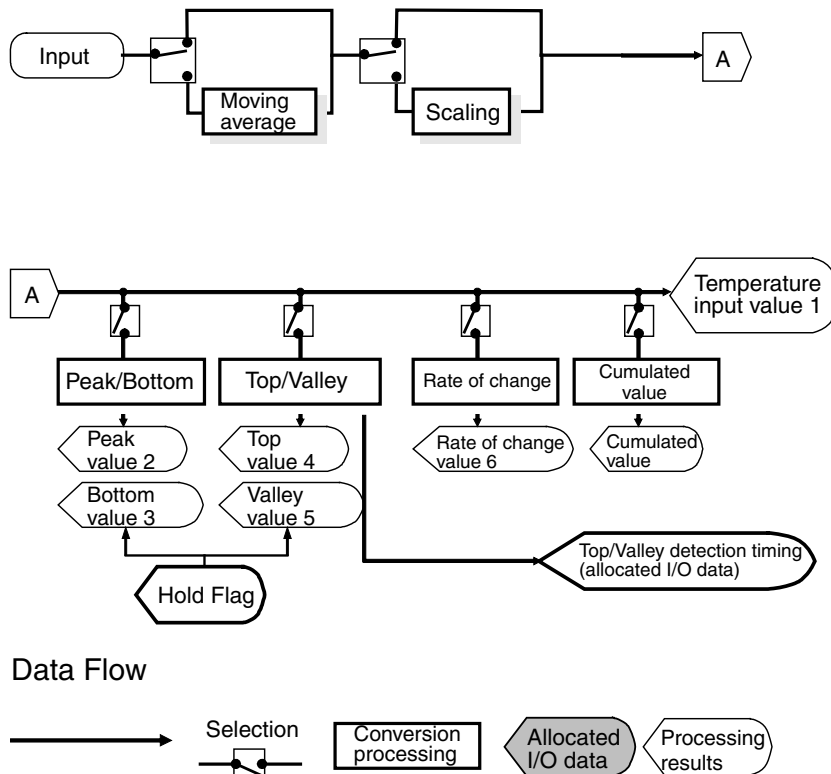 Input
Moving
average
Scaling
A
A
Temperature
input value 1
Peak/Bottom
Top/Valley
Rate of change
Cumulated
value
Peak
value 2
Top
value 4
Rate of change
value 6
Cumulated
value
Bottom
value 3
Valley
value 5
Hold Flag
Top/Valley detection timing
(allocated I/O data)
Data Flow
Selection
Conversion
processing
Allocated
I/O data
Processing
results